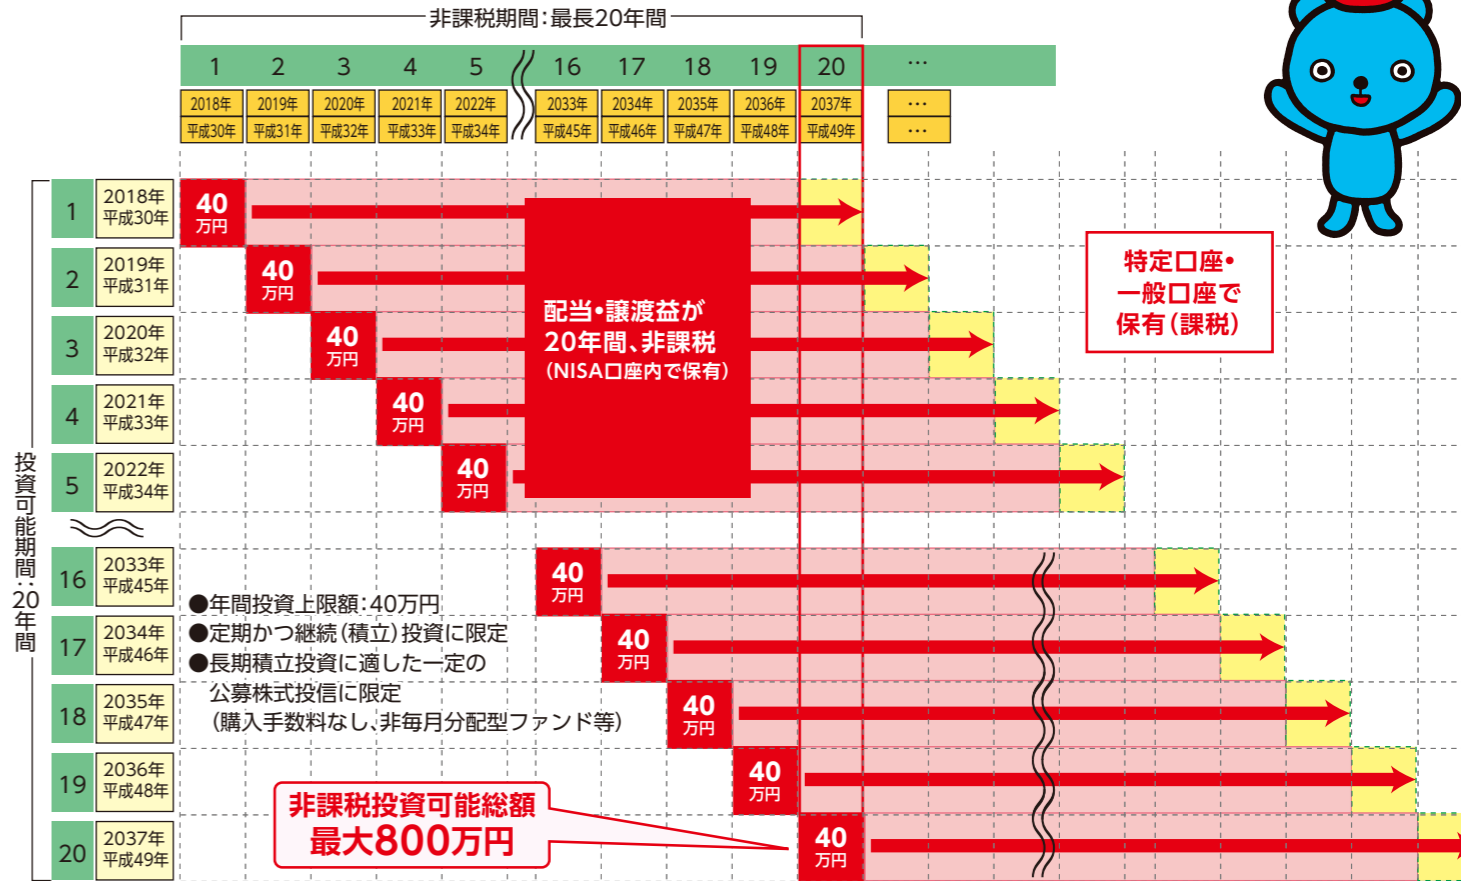 非課税期間:最長20年間
1 2 3 4 5 16 17 18 19 20 …
2018年 2019年 2020年 2021年 2022年 2033年 2034年 2035年 2036年 2037年 …
平成30年 平成31年 平成32年 平成33年 平成34年 平成45年 平成46年 平成47年 平成48年 平成49年 …
投資可能期間:20年間
1
2018年
平成30年
40
万円
2
2019年
平成31年
40
万円
3
2020年
平成32年
40
万円
4
2021年
平成33年
40
万円
5
2022年
平成34年
40
万円
配当・譲渡益が
20年間、非課税
(NISA口座内で保有)
特定口座・
一般口座で
保有(課税)
16
2033年
平成45年
40
万円
17
2034年
平成46年
40
万円
18
2035年
平成47年
40
万円
19
2036年
平成48年
40
万円
20
2037年
平成49年
40
万円
●年間投資上限額:40万円
●定期かつ継続(積立)投資に限定
●長期積立投資に適した一定の
公募株式投信に限定
(購入手数料なし、非毎月分配型ファンド等)
非課税投資可能総額
最大800万円